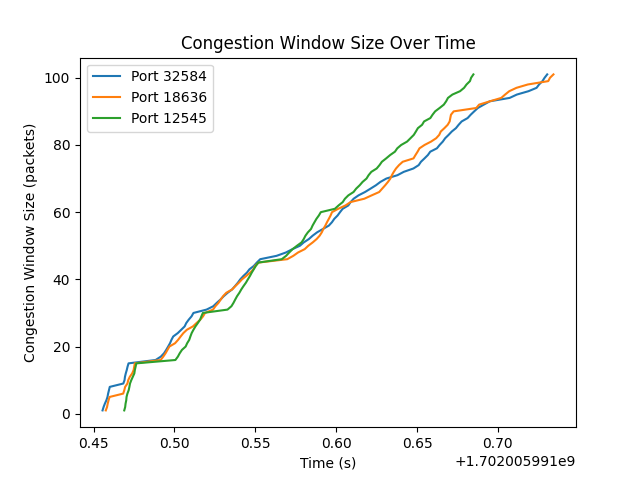 Congestion Window Size Over Time
Port 32584
Port 18636
Port 12545
Congestion Window Size (packets)
100
80
60
40
20
0
0.45 0.50 0.55 0.60 0.65 0.70
Time (s)
+1.702005991e9